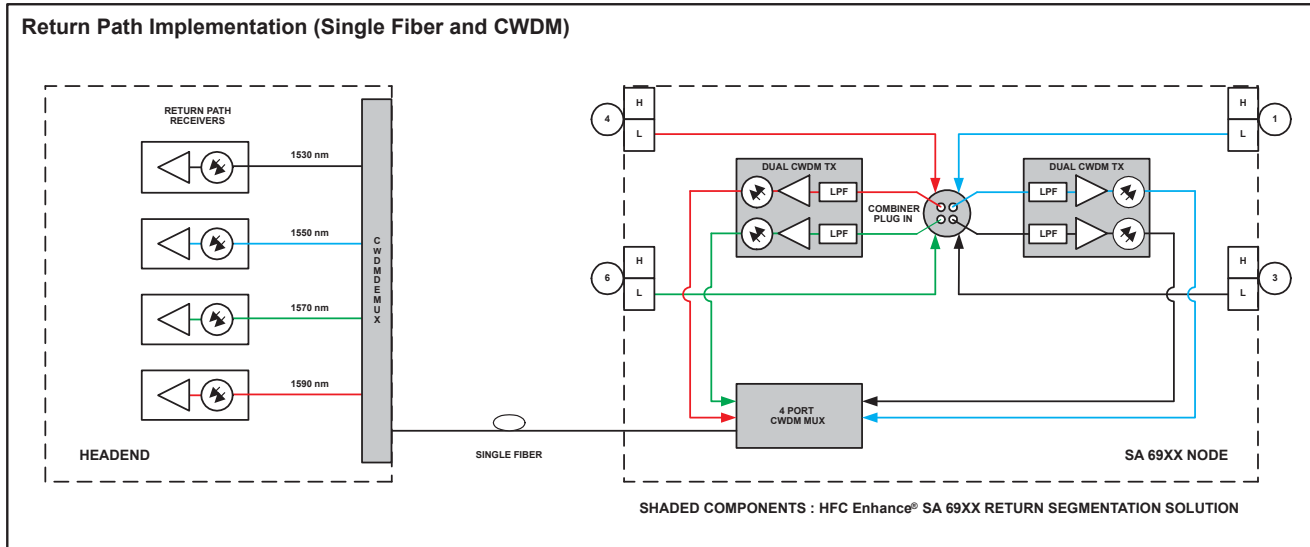 Return Path Implementation (Single Fiber and CWDM)
RETURN PATH
RECEIVERS
1530 nm
1550 nm
1570 nm
1590 nm
CWDMDEMUX
HEADEND
SINGLE FIBER
4
H
L
6
H
L
DUAL CWDM TX
LPF
LPF
COMBINER
PLUG IN
DUAL CWDM TX
LPF
LPF
H
L
1
H
L
3
4 PORT
CWDM MUX
SA 69XX NODE
SHADED COMPONENTS : HFC Enhance® SA 69XX RETURN SEGMENTATION SOLUTION